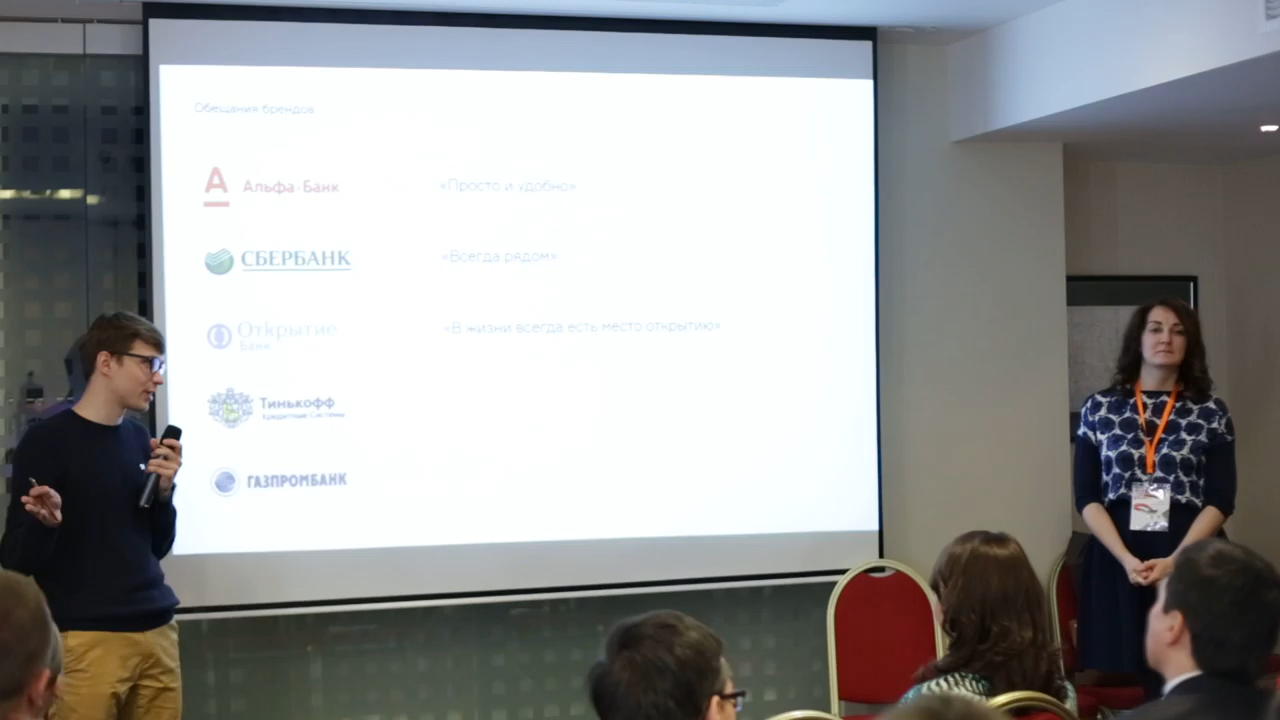 Обещания брендов
Альфа·Банк
«Просто и удобно»
СБЕРБАНК
«Всегда рядом»
Открытие
Банк
«В жизни всегда есть место открытию»
Тинькофф
Кредитные Системы
ГАЗПРОМБАНК